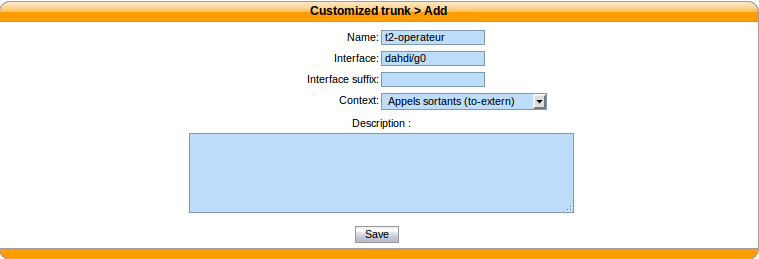 Customized trunk > Add
Name: t2-operateur
Interface: dahdi/g0
Interface suffix:
Context: Appels sortants (to-extern)
Description :
Save